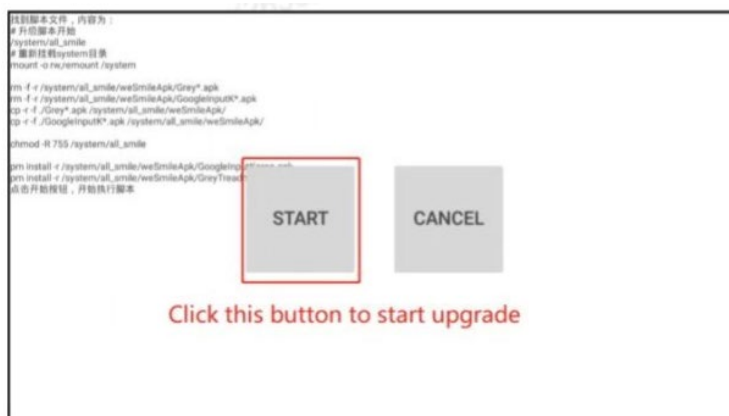 找到脚本文件，内容为：
# 升级脚本开始
/system/all_smile
# 重新挂载system目录
mount -o rw,remount /system
rm -f -r /system/all_smile/weSmileApk/Grey*.apk
rm -f -r /system/all_smile/weSmileApk/GoogleInputK*.apk
cp -r -f ./Grey*.apk /system/all_smile/weSmileApk/
cp -r -f ./GoogleInputK*.apk /system/all_smile/weSmileApk/
chmod -R 755 /system/all_smile
pm install -r /system/all_smile/weSmileApk/
pm install -r /system/all_smile/weSmileApk/
点击开始按钮，开始执行脚本
START
CANCEL
Click this button to start upgrade